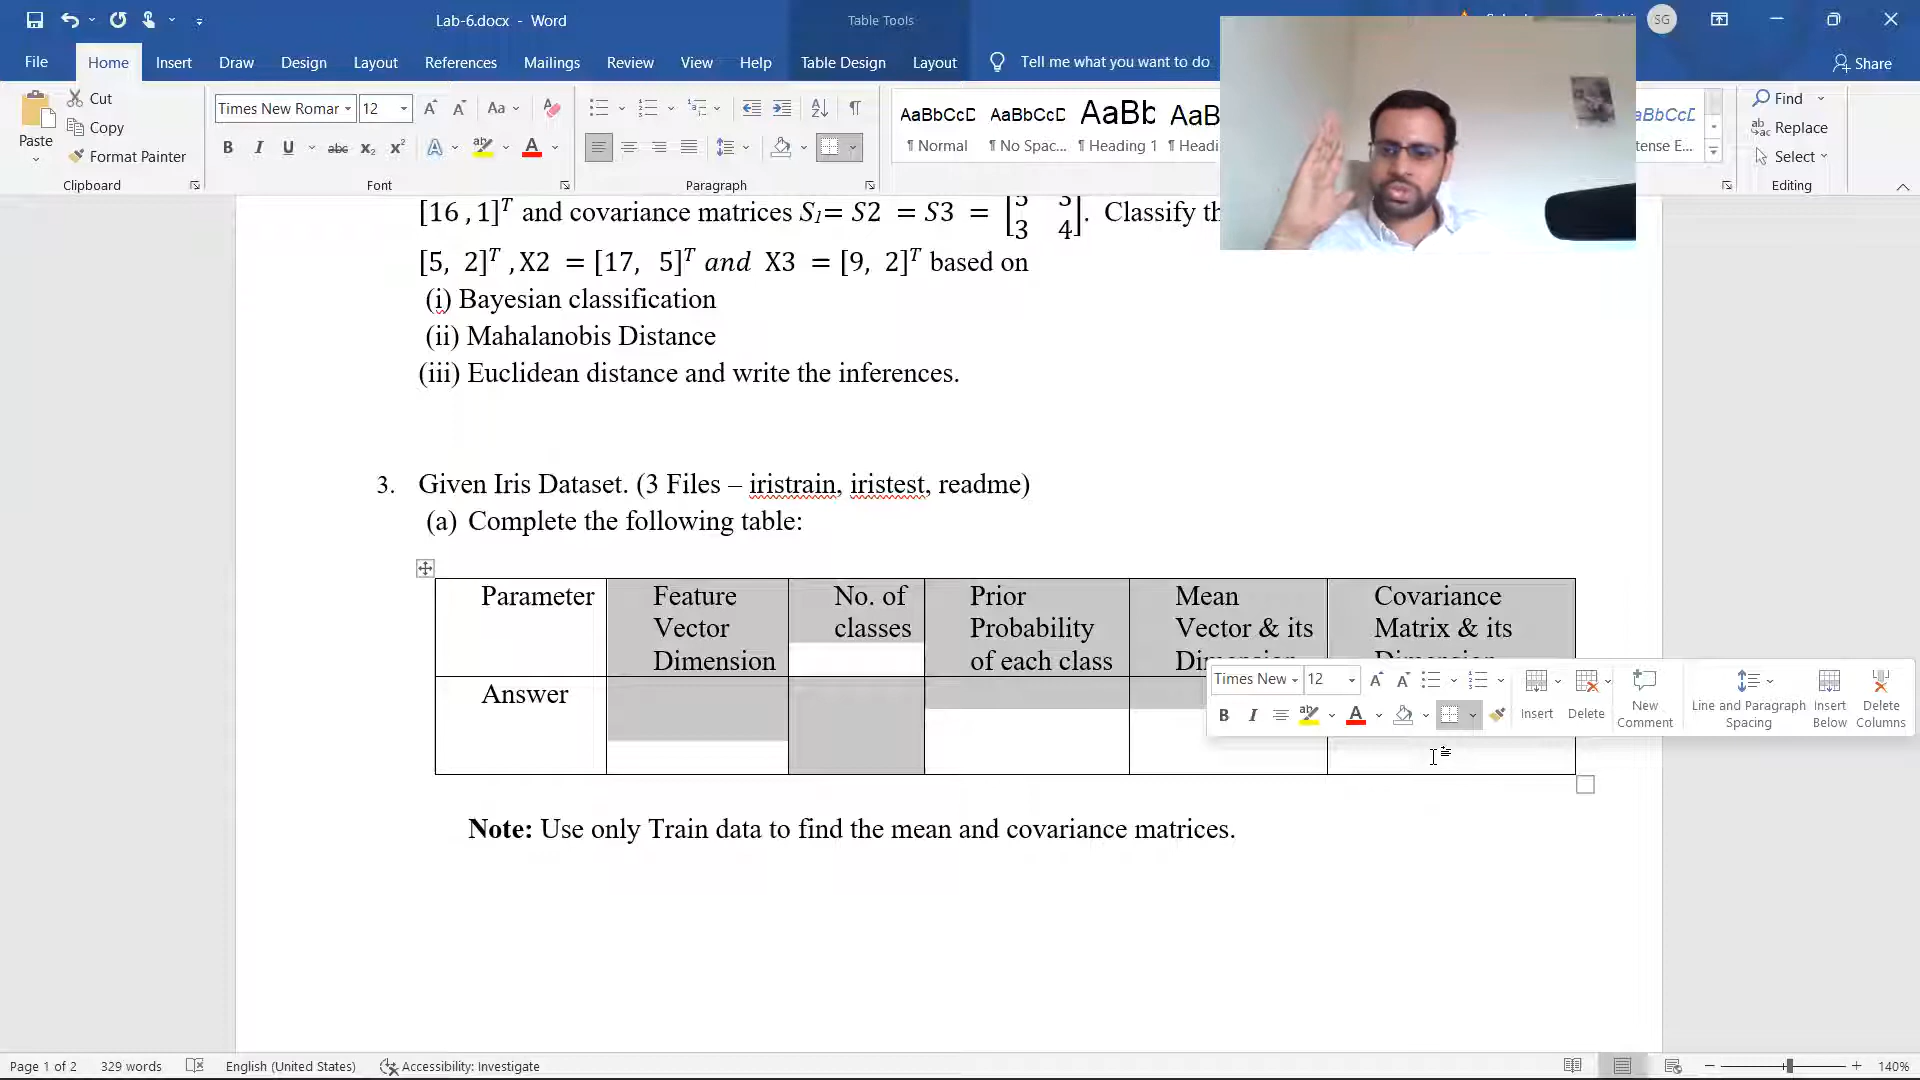 Lab-6.docx - Word
Table Tools
SG
File Home Insert Draw Design Layout References Mailings Review View Help Table Design Layout Tell me what you want to do
Share
Paste
Cut
Copy
Format Painter
Clipboard
Times New Romar 12
Font
Paragraph
AaBbCcD AaBbCcD AaBbC AaB
¶ Normal ¶ No Spac... ¶ Heading 1
Find
Replace
Select
Editing
[16 , 1]ᵀ and covariance matrices S₁= S2 = S3 = [5 3; 3 4]. Classify
[5, 2]ᵀ , X2 = [17, 5]ᵀ and X3 = [9, 2]ᵀ based on
(i) Bayesian classification
(ii) Mahalanobis Distance
(iii) Euclidean distance and write the inferences.
3. Given Iris Dataset. (3 Files – iristrain, iristest, readme)
(a) Complete the following table:
Parameter
Feature
Vector
Dimension
No. of
classes
Prior
Probability
of each class
Mean
Vector & its
Covariance
Matrix & its
Answer
Times New 12
Insert
Delete
New
Comment
Line and Paragraph
Spacing
Insert
Below
Delete
Columns
Note: Use only Train data to find the mean and covariance matrices.
Page 1 of 2 329 words English (United States) Accessibility: Investigate 140%